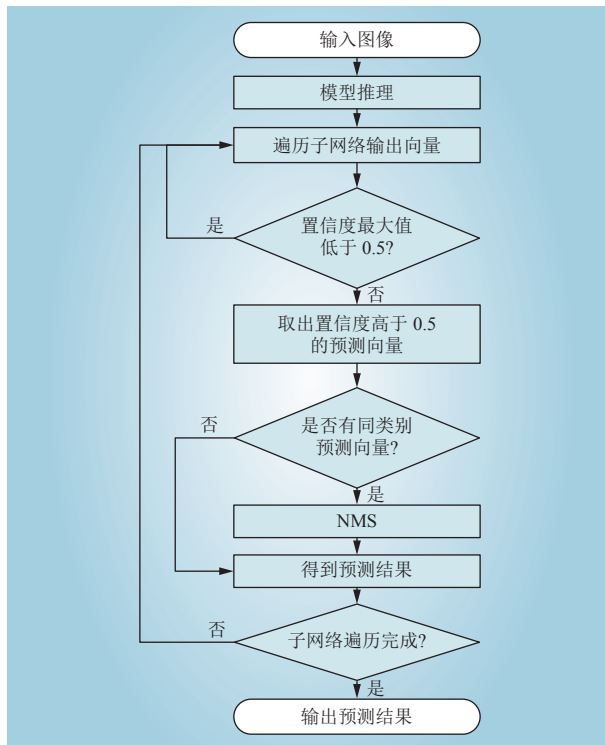 输入图像
模型推理
遍历子网络输出向量
是
置信度最大值
低于 0.5?
否
取出置信度高于 0.5
的预测向量
否
是否有同类别
预测向量?
是
NMS
得到预测结果
否
子网络遍历完成?
是
输出预测结果